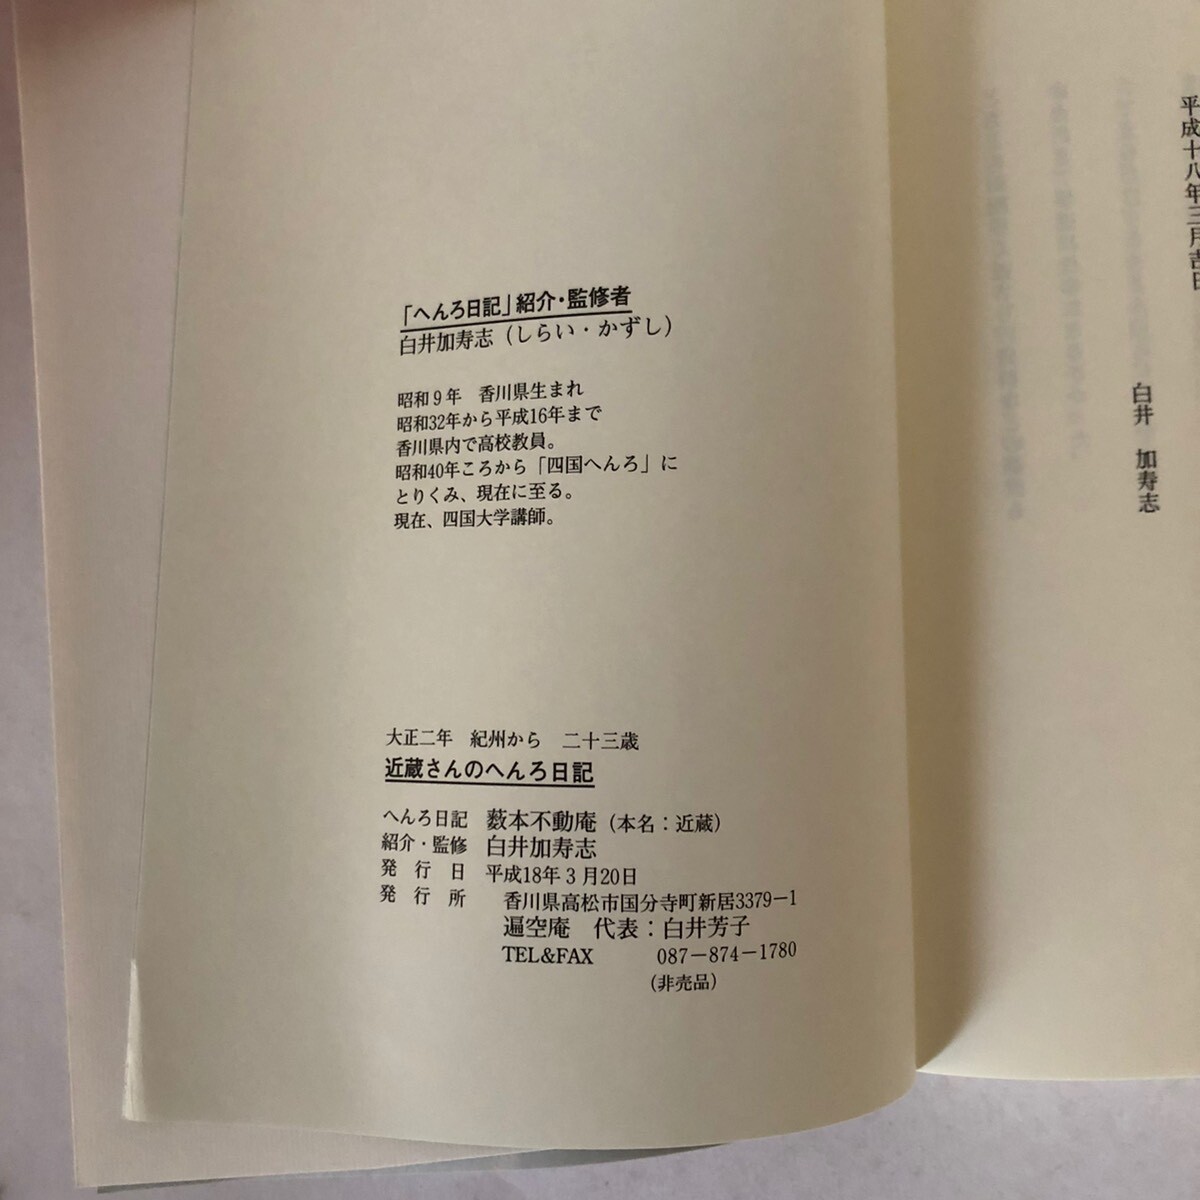 平成十八年三月吉日
白井　加寿志
「へんろ日記」紹介・監修者
白井加寿志（しらい・かずし）
昭和9年　香川県生まれ
昭和32年から平成16年まで
香川県内で高校教員。
昭和40年ころから「四国へんろ」に
とりくみ、現在に至る。
現在、四国大学講師。
大正二年　紀州から　二十三歳
近蔵さんのへんろ日記
へんろ日記　薮本不動庵（本名：近蔵）
紹介・監修　白井加寿志
発　行　日　平成18年3月20日
発　行　所　香川県高松市国分寺町新居3379－1
遍空庵　代表：白井芳子
TEL&FAX　087－874－1780
（非売品）